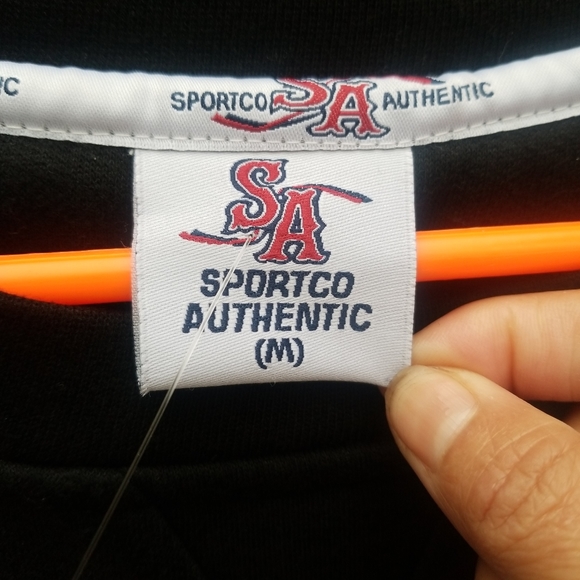 C
SPORTCO SA AUTHENTIC
SA
SPORTCO
AUTHENTIC
(M)